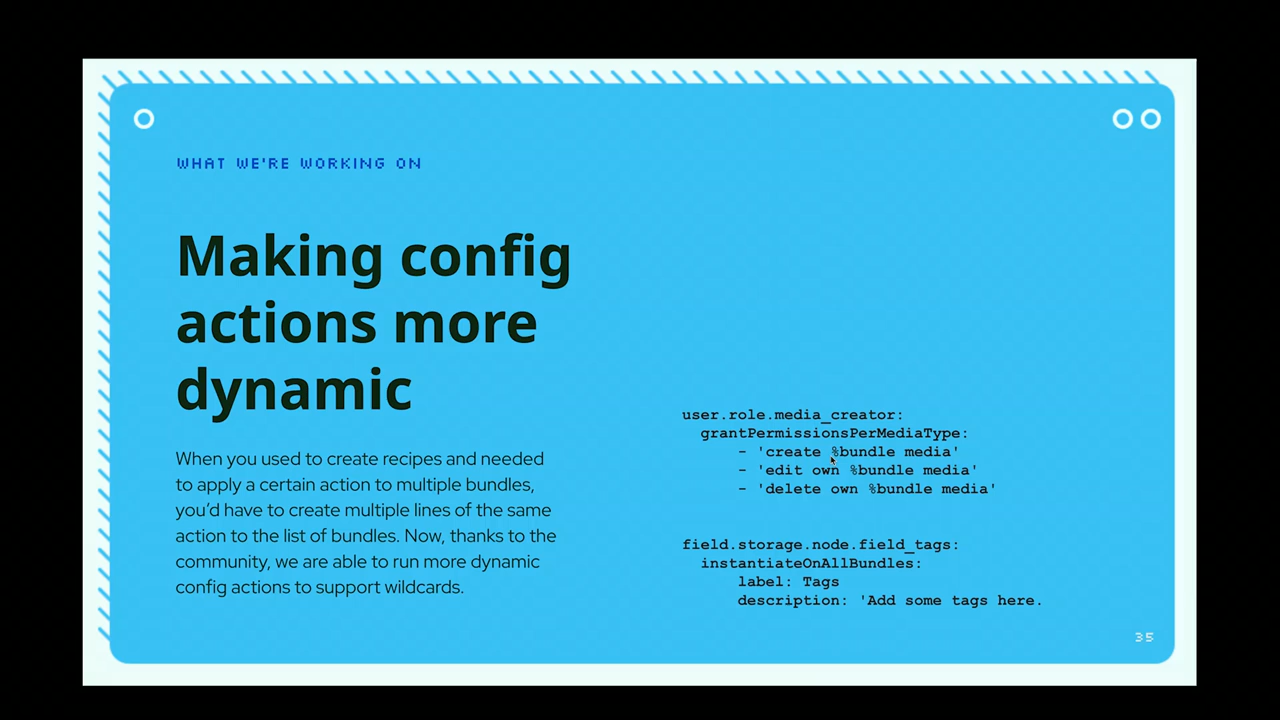 WHAT WE'RE WORKING ON
Making config
actions more
dynamic
When you used to create recipes and needed
to apply a certain action to multiple bundles,
you'd have to create multiple lines of the same
action to the list of bundles. Now, thanks to the
community, we are able to run more dynamic
config actions to support wildcards.
user.role.media_creator:
grantPermissionsPerMediaType:
- 'create %bundle media'
- 'edit own %bundle media'
- 'delete own %bundle media'
field.storage.node.field_tags:
instantiateOnAllBundles:
label: Tags
description: 'Add some tags here.
35